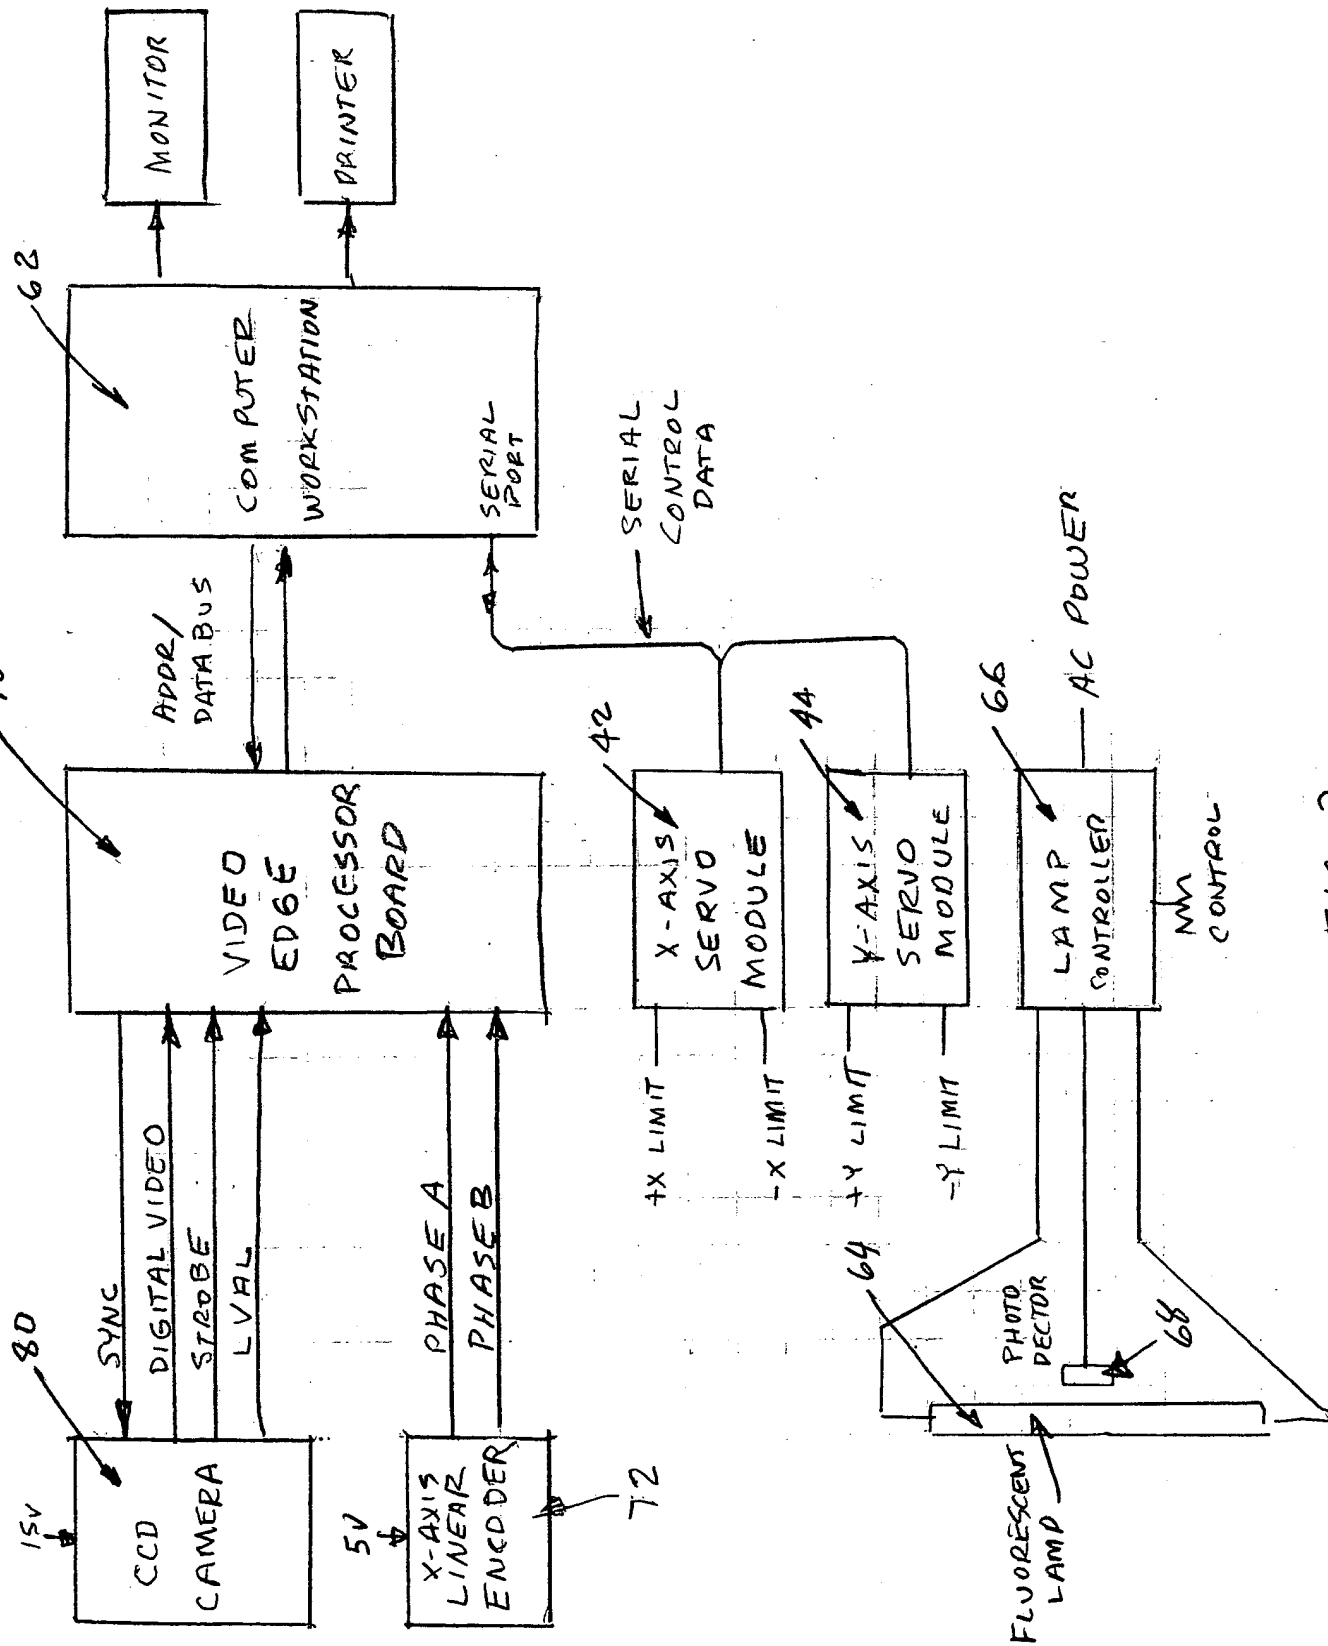 15V
CCD
CAMERA
80
SYNC
DIGITAL VIDEO
STROBE
LVAL
VIDEO
EDGE
PROCESSOR
BOARD
ADDR/
DATA BUS
62
COMPUTER
WORKSTATION
SERIAL
PORT
MONITOR
PRINTER
5V
X-AXIS
LINEAR
ENCODER
72
PHASE A
PHASE B
SERIAL
CONTROL
DATA
+X LIMIT
-X LIMIT
X-AXIS
SERVO
MODULE
42
+Y LIMIT
-Y LIMIT
Y-AXIS
SERVO
MODULE
44
FLUORESCENT
LAMP
64
PHOTO
DECTOR
68
LAMP
CONTROLLER
66
AC POWER
CONTROL